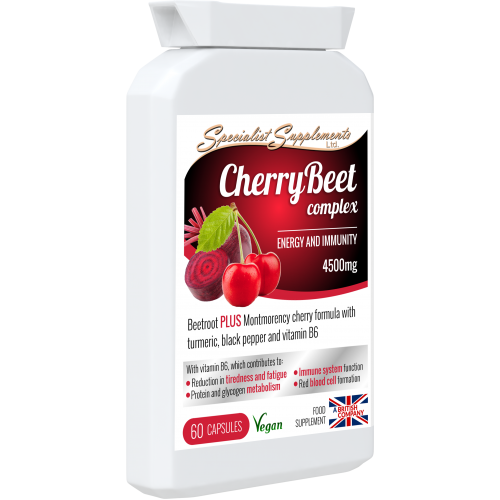 Specialist Supplements
Ltd.
CherryBeet
complex
ENERGY AND IMMUNITY
4500mg
Beetroot PLUS Montmorency cherry formula with
turmeric, black pepper and vitamin B6
With vitamin B6, which contributes to:
• Reduction in tiredness and fatigue
• Protein and glycogen metabolism
• Immune system function
• Red blood cell formation
60 CAPSULES
Vegan
FOOD
SUPPLEMENT
A BRITISH
COMPANY